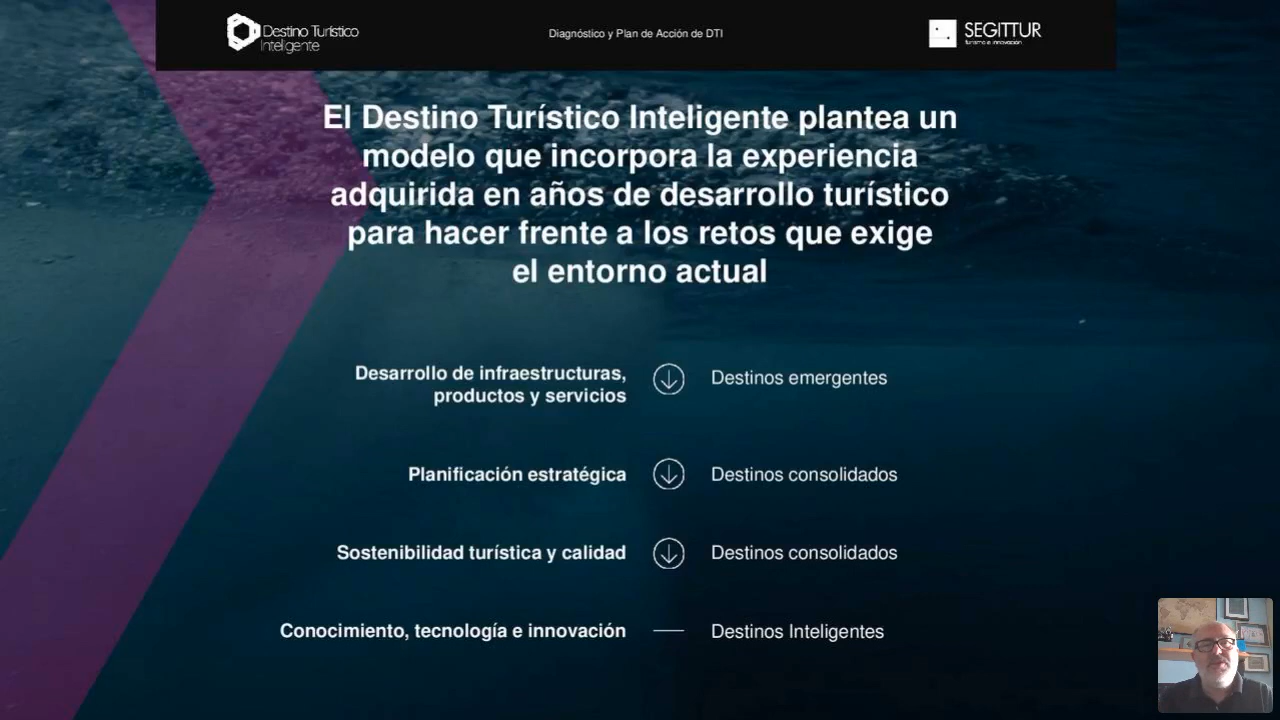 Destino Turístico
Inteligente
Diagnóstico y Plan de Acción de DTI
SEGITTUR
turismo e innovación
El Destino Turístico Inteligente plantea un
modelo que incorpora la experiencia
adquirida en años de desarrollo turístico
para hacer frente a los retos que exige
el entorno actual
Desarrollo de infraestructuras,
productos y servicios
Destinos emergentes
Planificación estratégica
Destinos consolidados
Sostenibilidad turística y calidad
Destinos consolidados
Conocimiento, tecnología e innovación
Destinos Inteligentes